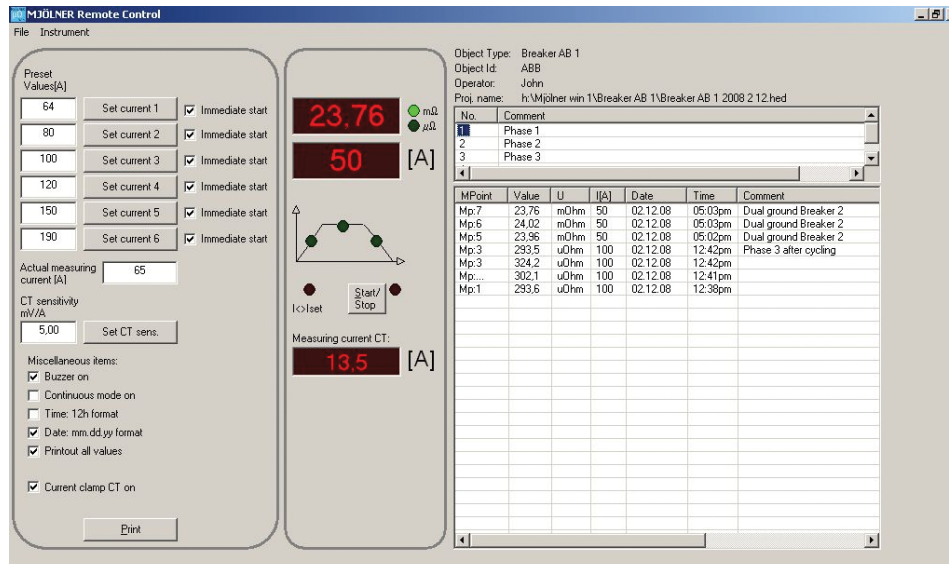 MJÖLNER Remote Control
File Instrument
Preset
Values[A]
64 Set current 1 Immediate start
80 Set current 2 Immediate start
100 Set current 3 Immediate start
120 Set current 4 Immediate start
150 Set current 5 Immediate start
190 Set current 6 Immediate start
Actual measuring
current [A]
65
CT sensitivity
mV/A
5,00 Set CT sens.
Miscellaneous items:
Buzzer on
Continuous mode on
Time: 12h format
Date: mm.dd.yy format
Printout all values
Current clamp CT on
Print
23,76 mΩ
µΩ
50 [A]
I<>Iset
Start/
Stop
Measuring current CT:
13,5 [A]
Object Type: Breaker AB 1
Object Id: ABB
Operator: John
Proj. name: h:\Mjölner win 1\Breaker AB 1\Breaker AB 1 2008 2 12.hed
No. Comment
1 Phase 1
2 Phase 2
3 Phase 3
MPoint Value U I[A] Date Time Comment
Mp:7 23,76 mOhm 50 02.12.08 05:03pm Dual ground Breaker 2
Mp:6 24,02 mOhm 50 02.12.08 05:03pm Dual ground Breaker 2
Mp:5 23,96 mOhm 50 02.12.08 05:02pm Dual ground Breaker 2
Mp:3 293,5 uOhm 100 02.12.08 12:42pm Phase 3 after cycling
Mp:3 324,2 uOhm 100 02.12.08 12:42pm
Mp:... 302,1 uOhm 100 02.12.08 12:41pm
Mp:1 293,6 uOhm 100 02.12.08 12:38pm